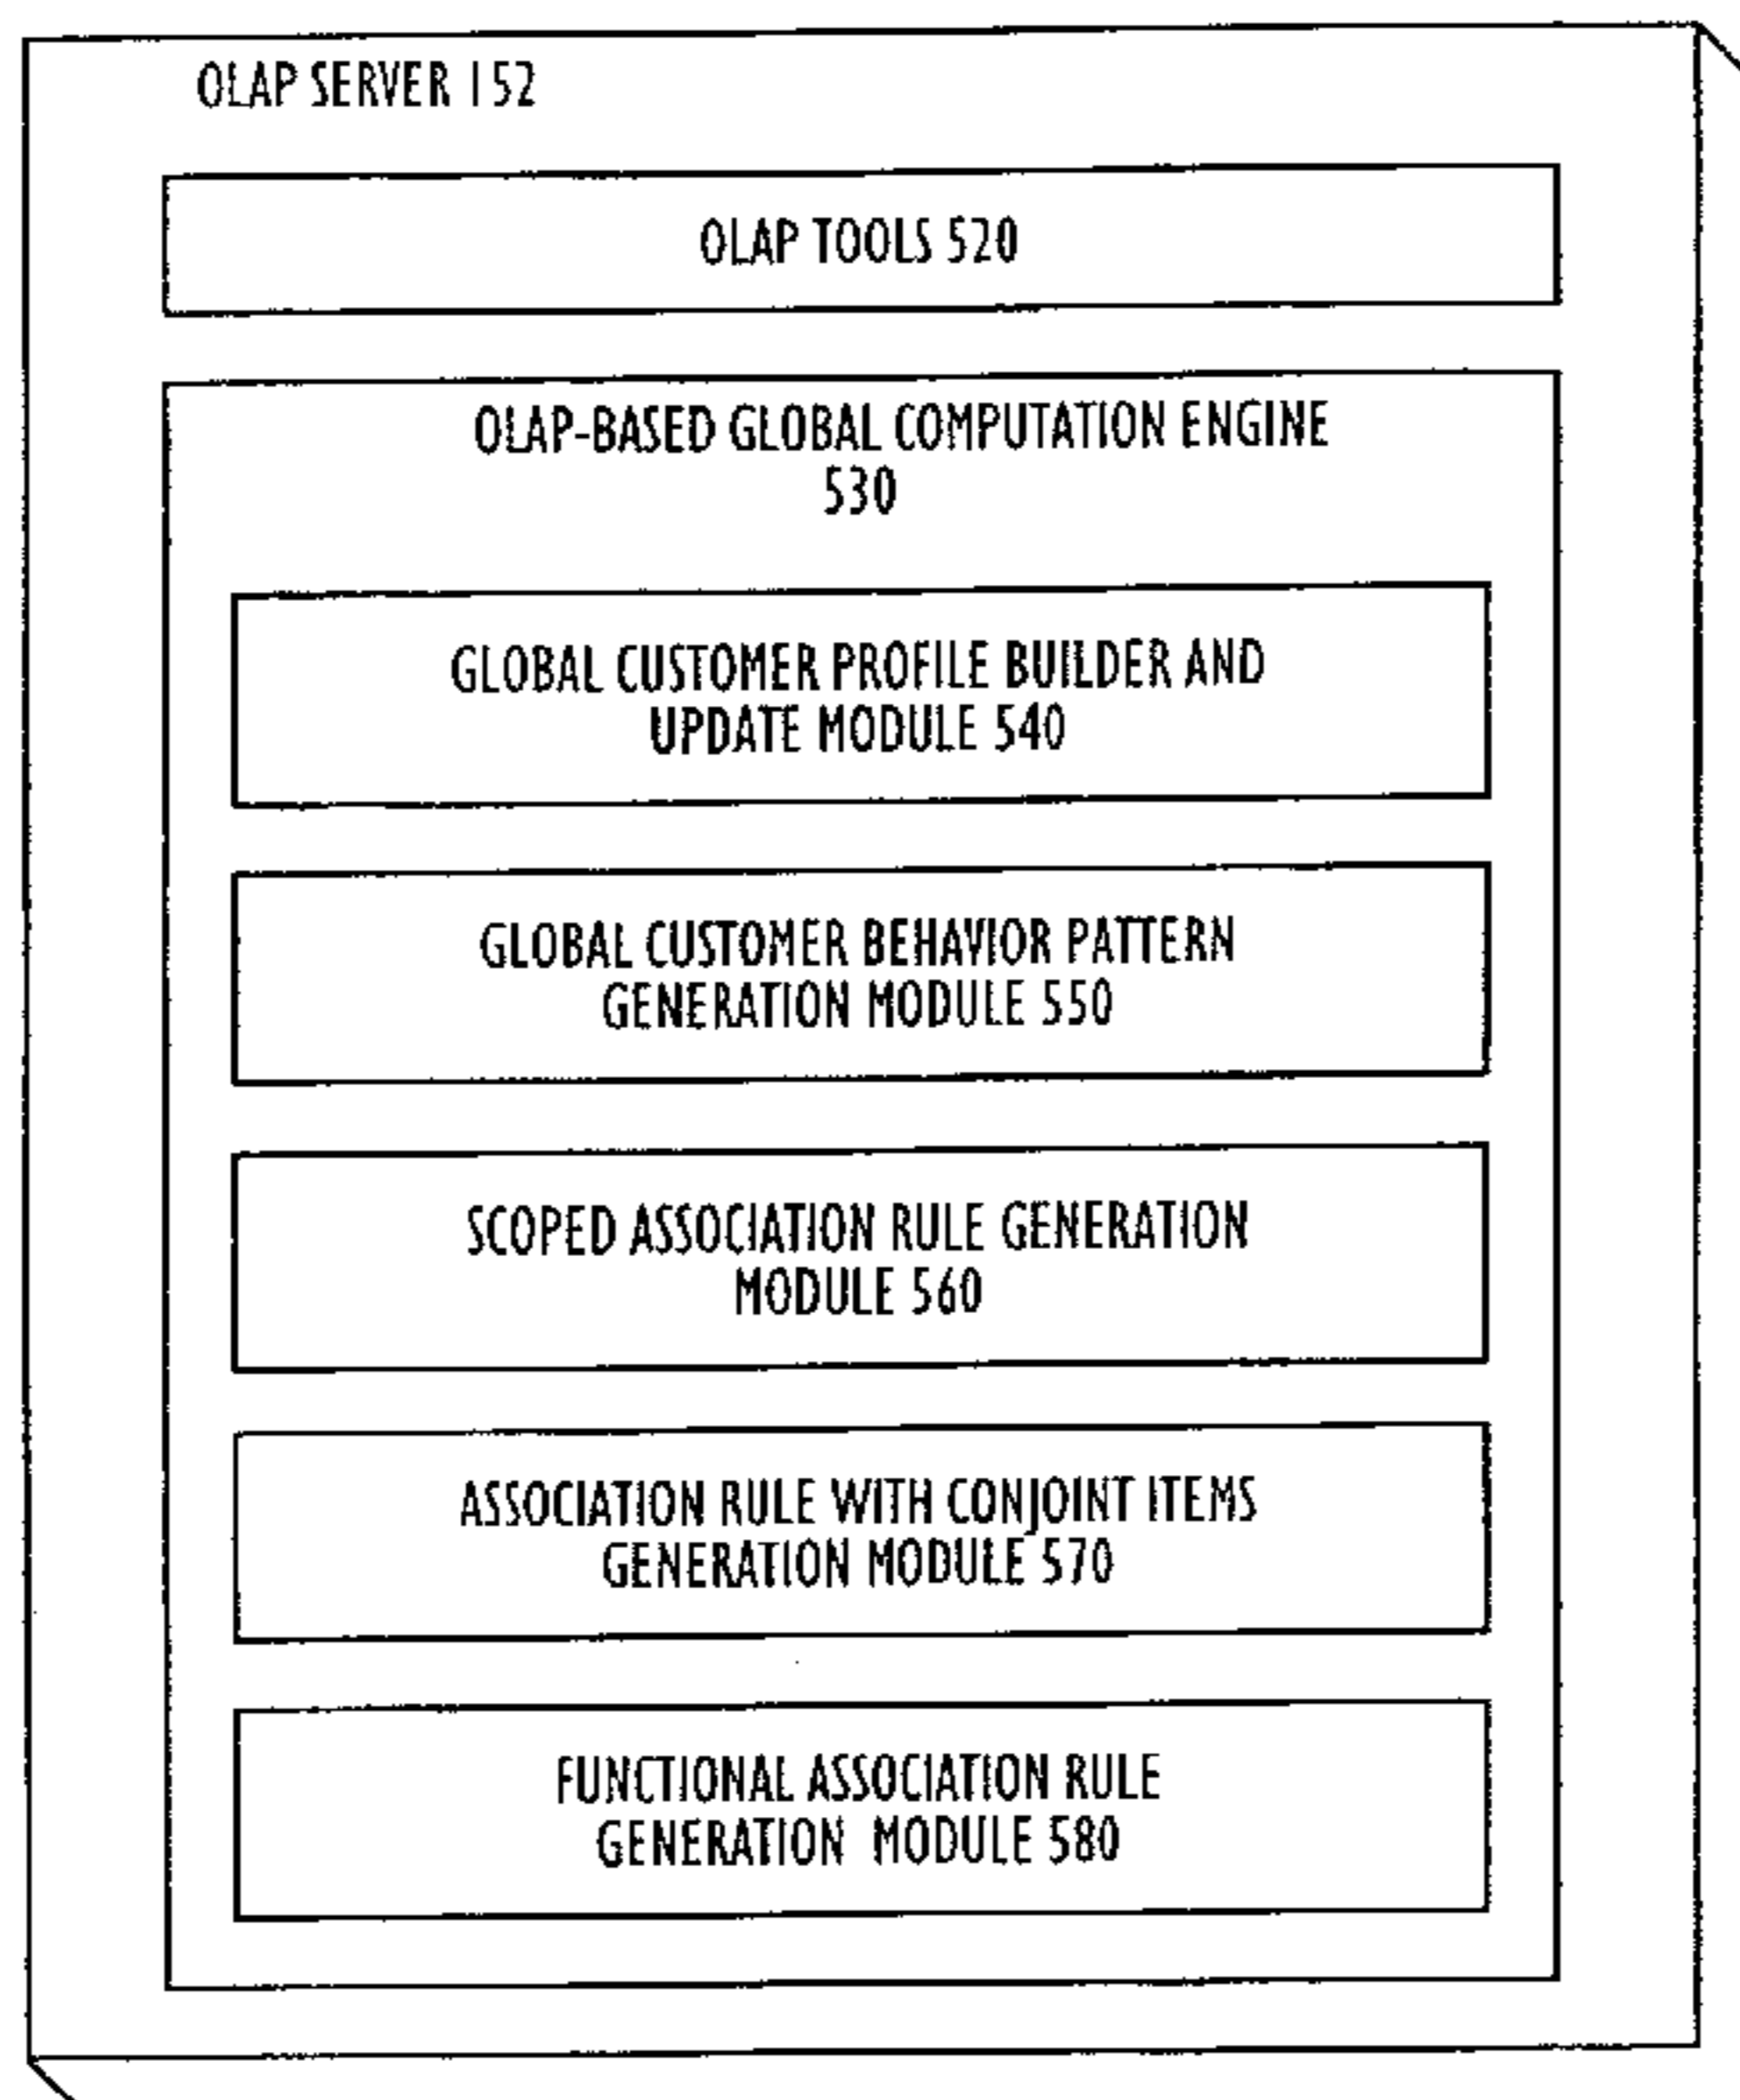 OLAP SERVER 152
OLAP TOOLS 520
OLAP-BASED GLOBAL COMPUTATION ENGINE
530
GLOBAL CUSTOMER PROFILE BUILDER AND
UPDATE MODULE 540
GLOBAL CUSTOMER BEHAVIOR PATTERN
GENERATION MODULE 550
SCOPED ASSOCIATION RULE GENERATION
MODULE 560
ASSOCIATION RULE WITH CONJOINT ITEMS
GENERATION MODULE 570
FUNCTIONAL ASSOCIATION RULE
GENERATION MODULE 580